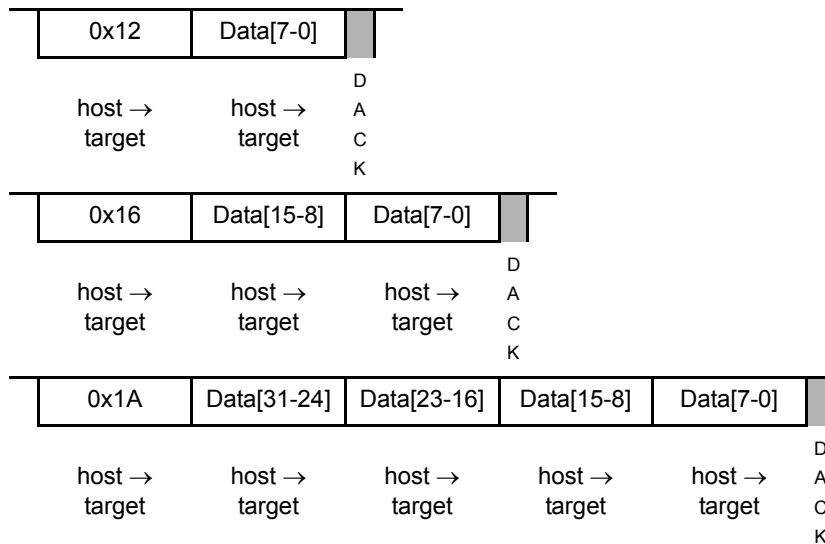 0x12 Data[7-0]
host → host →
target target
D
A
C
K
0x16 Data[15-8] Data[7-0]
host → host → host →
target target target
D
A
C
K
0x1A Data[31-24] Data[23-16] Data[15-8] Data[7-0]
host → host → host → host → host →
target target target target target
D
A
C
K